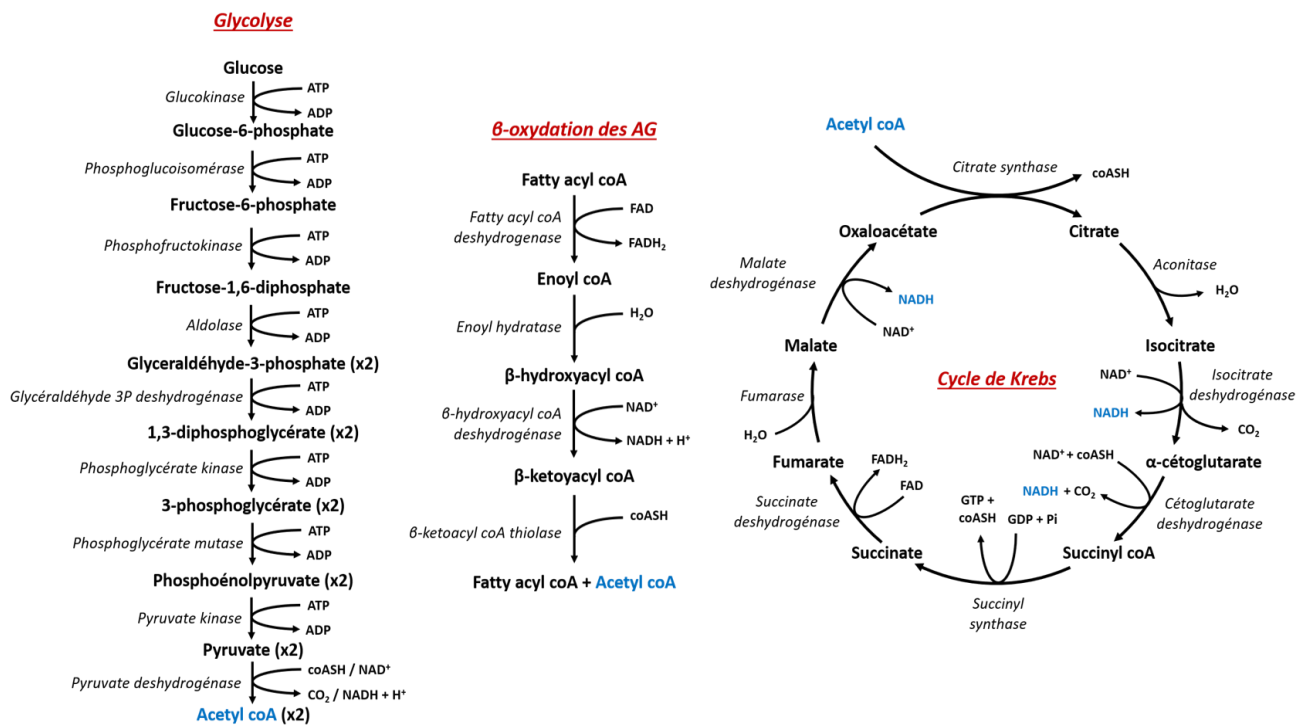 Glycolyse
Glucose
Glucokinase
ATP
ADP
Glucose-6-phosphate
Phosphoglucoisomérase
ATP
ADP
Fructose-6-phosphate
Phosphofructokinase
ATP
ADP
Fructose-1,6-diphosphate
Aldolase
ATP
ADP
Glyceraldéhyde-3-phosphate (x2)
Glycéraldéhyde 3P deshydrogénase
ATP
ADP
1,3-diphosphoglycérate (x2)
Phosphoglycérate kinase
ATP
ADP
3-phosphoglycérate (x2)
Phosphoglycérate mutase
ATP
ADP
Phosphoénolpyruvate (x2)
Pyruvate kinase
ATP
ADP
Pyruvate (x2)
Pyruvate deshydrogénase
coASH / NAD⁺
CO₂ / NADH + H⁺
Acetyl coA (x2)
β-oxydation des AG
Fatty acyl coA
Fatty acyl coA
deshydrogenase
FAD
FADH₂
Enoyl coA
Enoyl hydratase
H₂O
β-hydroxyacyl coA
β-hydroxyacyl coA
deshydrogénase
NAD⁺
NADH + H⁺
β-ketoyacyl coA
β-ketoacyl coA thiolase
coASH
Fatty acyl coA + Acetyl coA
Acetyl coA
Citrate synthase
coASH
Oxaloacétate
Citrate
Malate
deshydrogénase
NADH
NAD⁺
Aconitase
H₂O
Malate
Isocitrate
Cycle de Krebs
NAD⁺
NADH
Isocitrate
deshydrogénase
CO₂
Fumarase
H₂O
Fumarate
α-cétoglutarate
FADH₂
FAD
Succinate
deshydrogénase
NAD⁺ + coASH
NADH + CO₂
Cétoglutarate
deshydrogénase
GTP +
coASH
GDP + Pi
Succinate
Succinyl coA
Succinyl
synthase